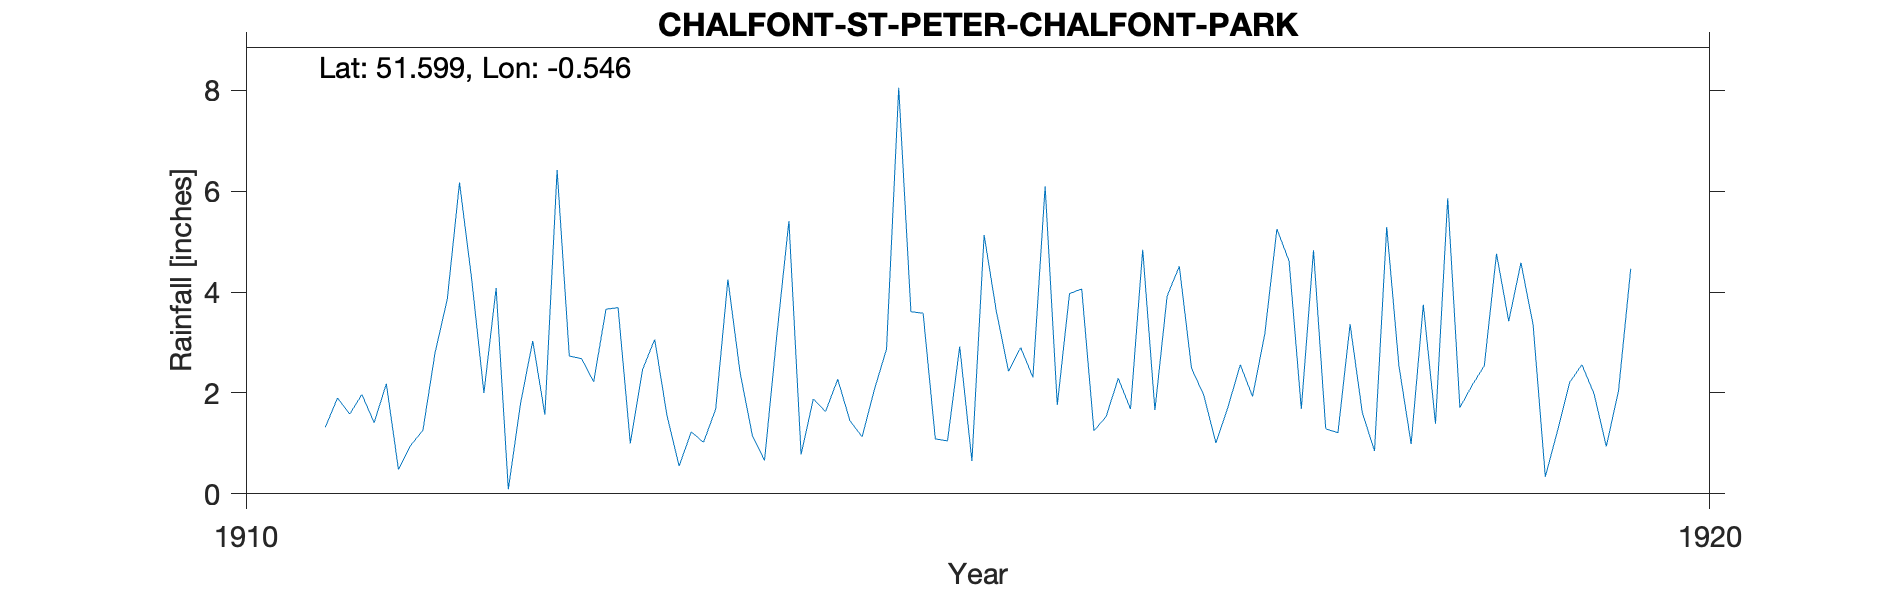 CHALFONT-ST-PETER-CHALFONT-PARK
Lat: 51.599, Lon: -0.546
Rainfall [inches]
8
6
4
2
0
1910
1920
Year